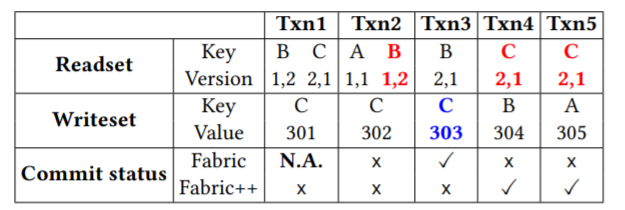 Txn1 Txn2 Txn3 Txn4 Txn5
Readset Key B C A B B C C
Version 1,2 2,1 1,1 1,2 2,1 2,1 2,1
Writeset Key C C C B A
Value 301 302 303 304 305
Commit status Fabric N.A. x ✓ x x
Fabric++ x x x ✓ ✓